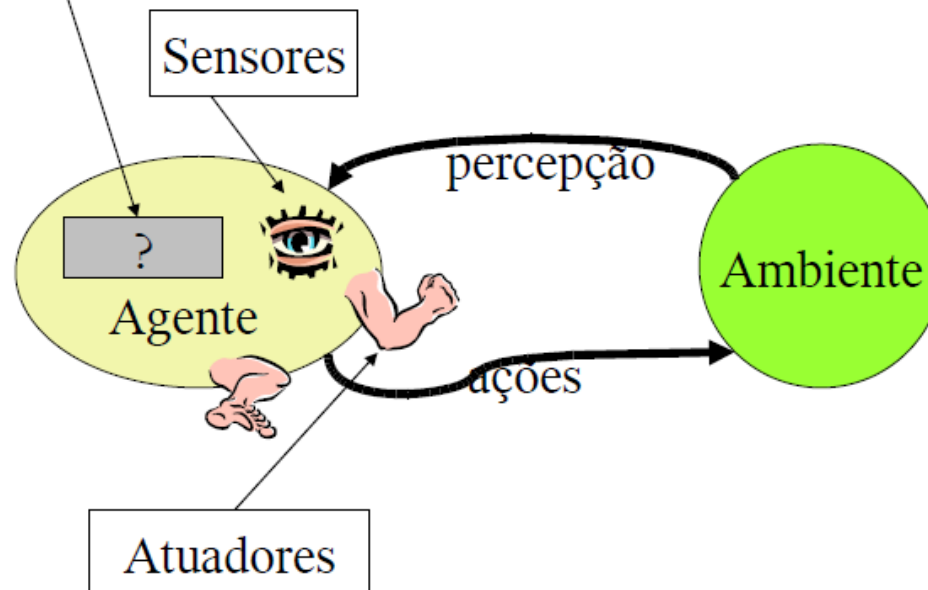 Sensores
percepção
?
Ambiente
Agente
ações
Atuadores